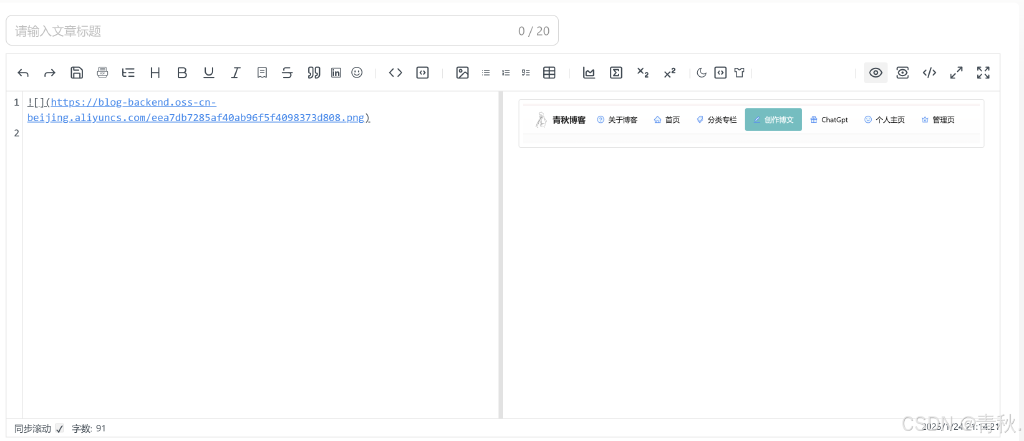 请输入文章标题 0 / 20
1 ![](https://blog-backend.oss-cn-
beijing.aliyuncs.com/eea7db7285af40ab96f5f4098373d808.png)
2
青秋博客 关于博客 首页 分类专栏 创作博文 ChatGpt 个人主页 管理页
同步滚动 字数: 91
2025/1/24 21:14:21
CSDN @青秋.